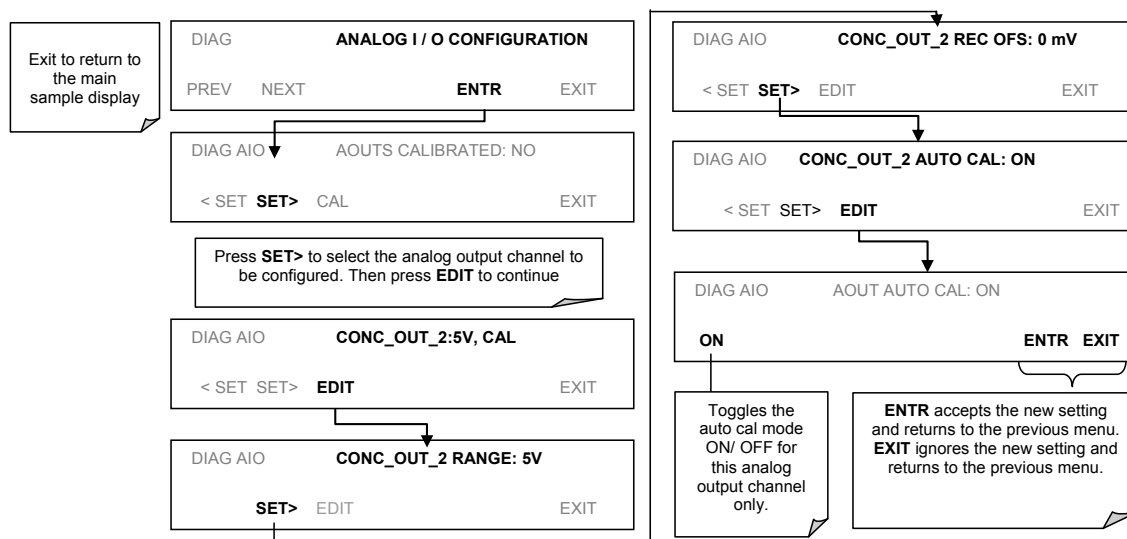 Exit to return to
the main
sample display
DIAG ANALOG I / O CONFIGURATION
PREV NEXT ENTR EXIT
DIAG AIO AOUTS CALIBRATED: NO
< SET SET> CAL EXIT
Press SET> to select the analog output channel to
be configured. Then press EDIT to continue
DIAG AIO CONC_OUT_2:5V, CAL
< SET SET> EDIT EXIT
DIAG AIO CONC_OUT_2 RANGE: 5V
SET> EDIT EXIT
DIAG AIO CONC_OUT_2 REC OFS: 0 mV
< SET SET> EDIT EXIT
DIAG AIO CONC_OUT_2 AUTO CAL: ON
< SET SET> EDIT EXIT
DIAG AIO AOUT AUTO CAL: ON
ON ENTR EXIT
Toggles the
auto cal mode
ON/ OFF for
this analog
output channel
only.
ENTR accepts the new setting
and returns to the previous menu.
EXIT ignores the new setting and
returns to the previous menu.